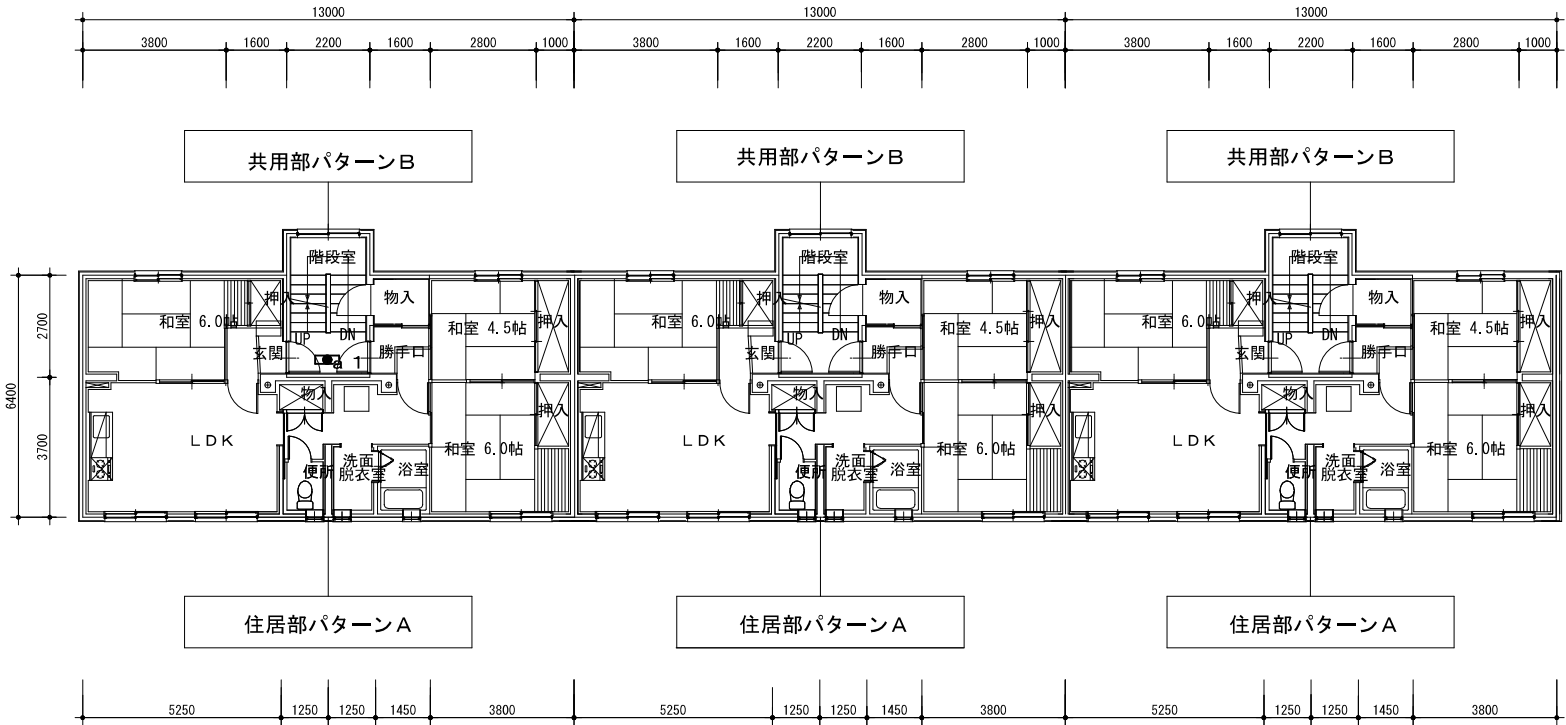 13000 13000 13000
3800 1600 2200 1600 2800 1000 3800 1600 2200 1600 2800 1000 3800 1600 2200 1600 2800 1000
共用部パターンB 共用部パターンB 共用部パターンB
階段室 階段室 階段室
押入 物入 押入 物入 押入 物入
和室 6.0帖 和室 4.5帖 押入 和室 6.0帖 和室 4.5帖 押入 和室 6.0帖 和室 4.5帖 押入
UP DN UP DN UP DN
玄関 a 1 勝手口 玄関 勝手口 玄関 勝手口
2700
6400
3700
物入 押入 物入 押入 物入 押入
LDK 和室 6.0帖 LDK 和室 6.0帖 LDK 和室 6.0帖
便所 洗面 浴室 便所 洗面 浴室 便所 洗面 浴室
脱衣室 脱衣室 脱衣室
住居部パターンA 住居部パターンA 住居部パターンA
5250 1250 1250 1450 3800 5250 1250 1250 1450 3800 5250 1250 1250 1450 3800